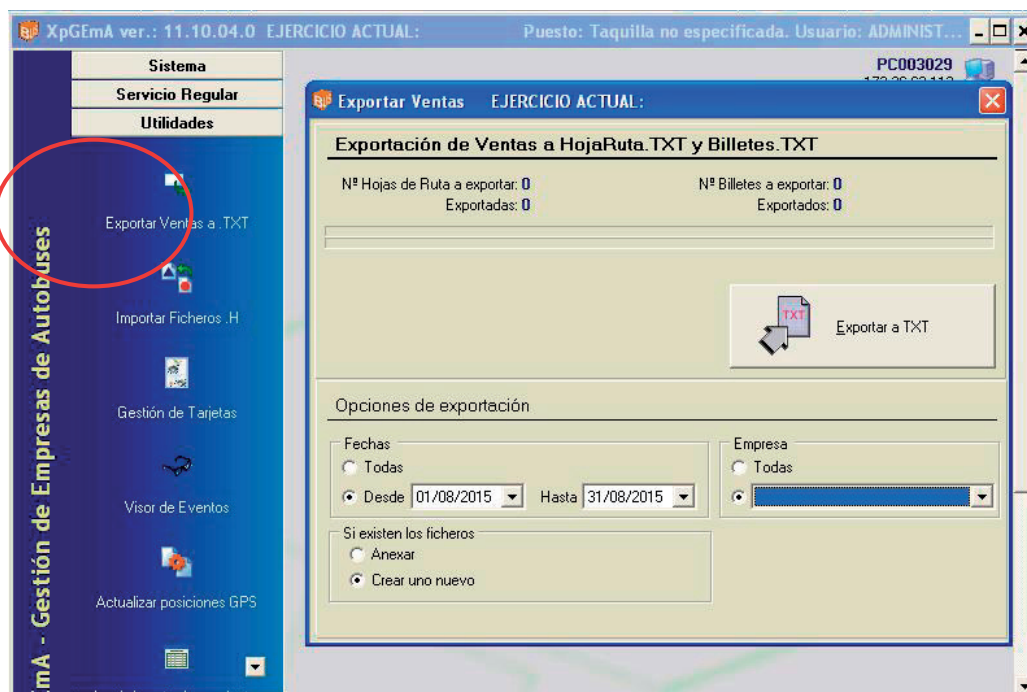 XpGEmA ver.: 11.10.04.0 EJERCICIO ACTUAL: Puesto: Taquilla no especificada. Usuario: ADMINIST...
Sistema
Servicio Regular
Utilidades
Exportar Ventas a .TXT
Importar Ficheros .H
Gestión de Tarjetas
Visor de Eventos
Actualizar posiciones GPS
EmA - Gestión de Empresas de Autobuses
PC003029
Exportar Ventas EJERCICIO ACTUAL:
Exportación de Ventas a HojaRuta.TXT y Billetes.TXT
Nº Hojas de Ruta a exportar: 0 Nº Billetes a exportar: 0
Exportadas: 0 Exportados: 0
TXT
Exportar a TXT
Opciones de exportación
Fechas
Todas
Desde 01/08/2015 Hasta 31/08/2015
Empresa
Todas
Si existen los ficheros
Anexar
Crear uno nuevo